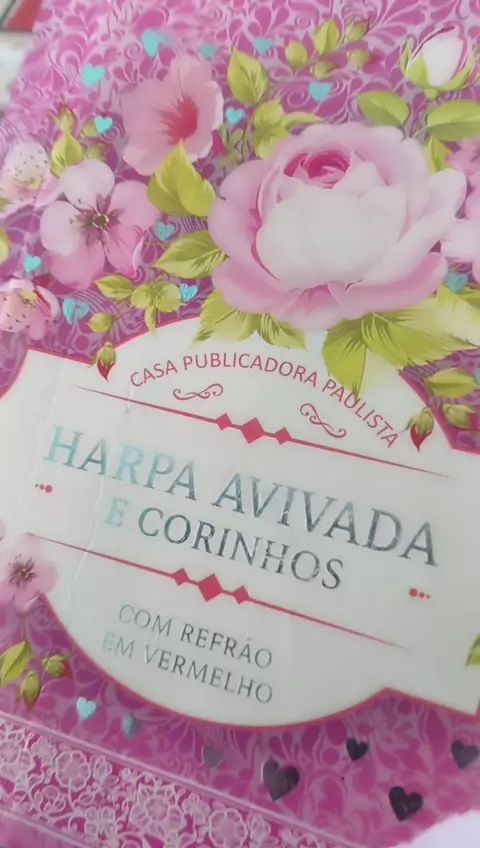 CASA PUBLICADORA PAULISTA
HARPA AVIVADA
E CORINHOS
COM REFRÃO
EM VERMELHO